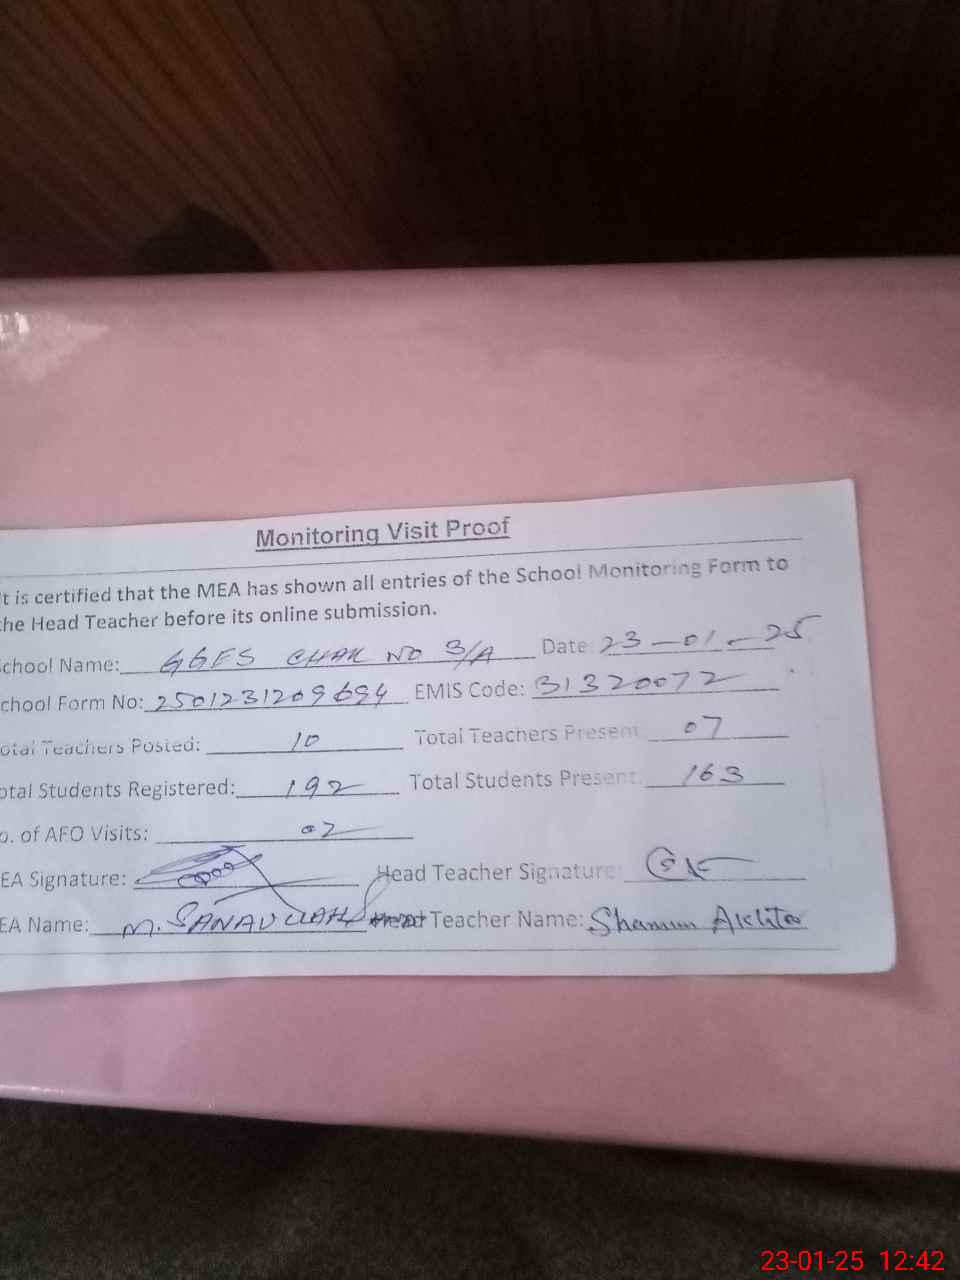 Monitoring Visit Proof
It is certified that the MEA has shown all entries of the School Monitoring Form to
the Head Teacher before its online submission.
School Name: GGES CHAK NO 3/A Date: 23-01-25
chool Form No: 2501231209694 EMIS Code: 31320072
otal Teachers Posted: 10 Total Teachers Present: 07
otal Students Registered: 192 Total Students Present: 163
o. of AFO Visits: 02
EA Signature: Head Teacher Signature:
EA Name: M. SANAULLAH Head Teacher Name: Shamim Akhtar
23-01-25 12:42